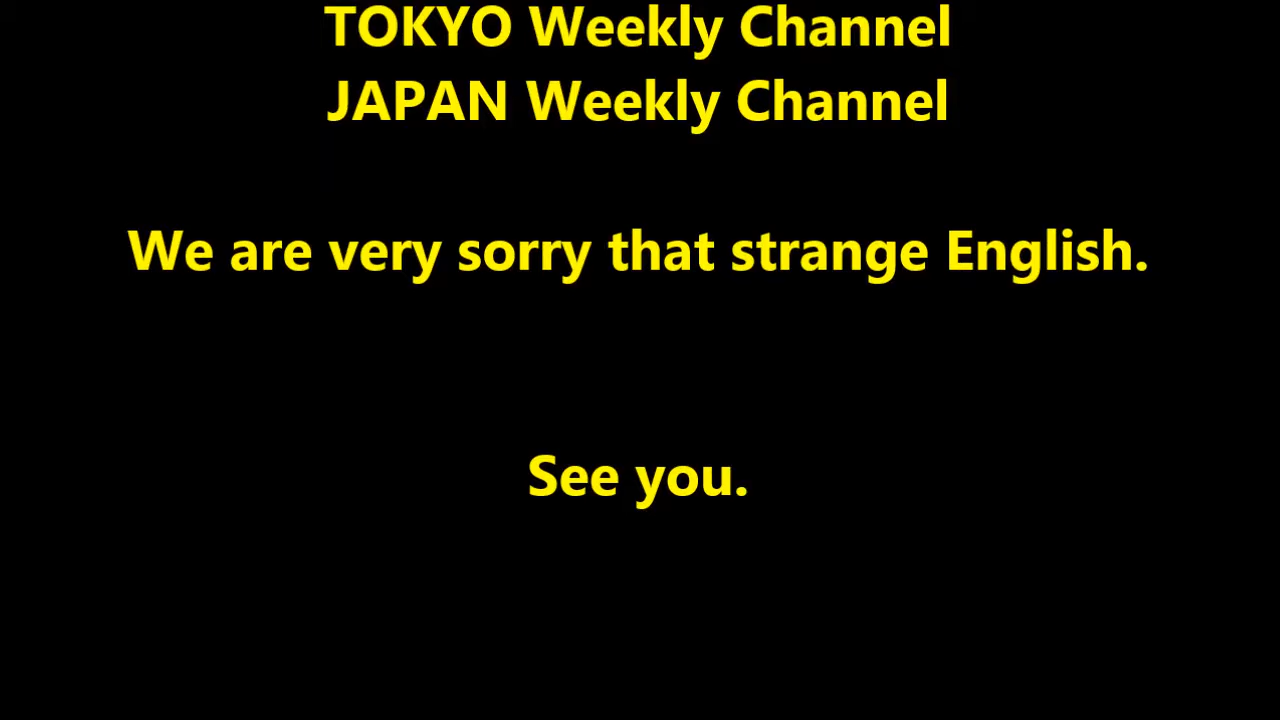 TOKYO Weekly Channel
JAPAN Weekly Channel
We are very sorry that strange English.
See you.